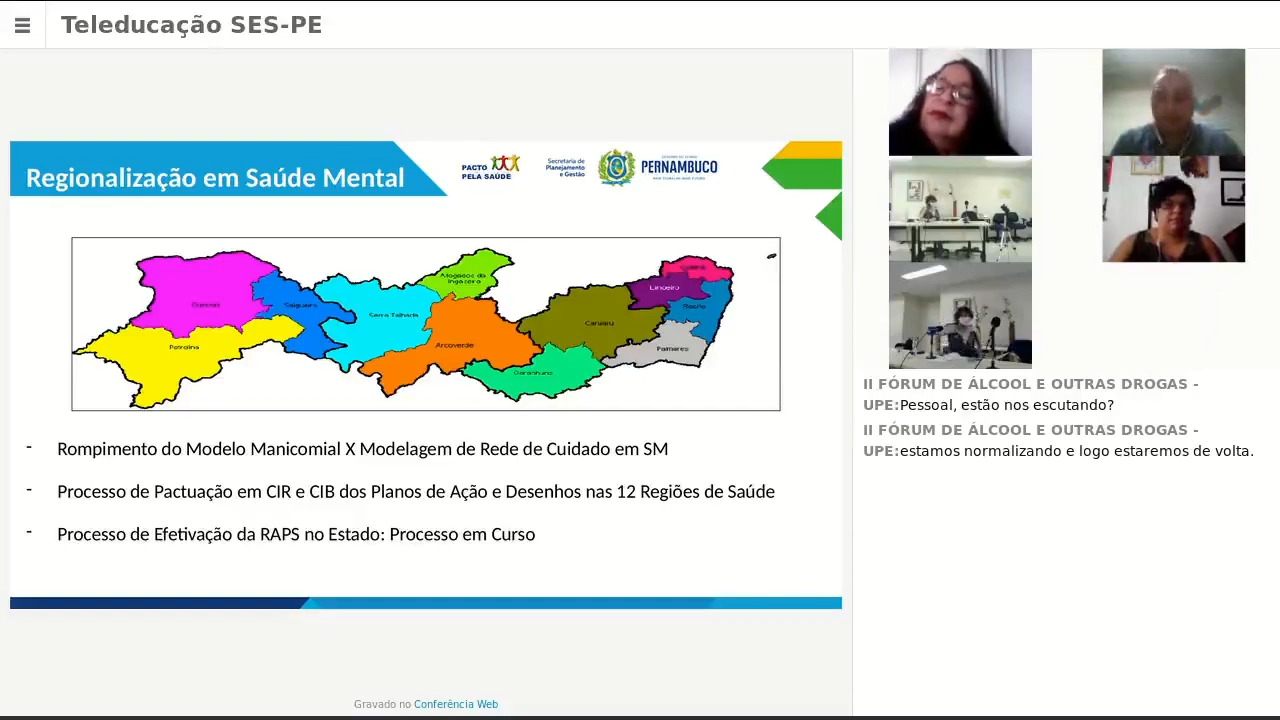 Teleducação SES-PE
Regionalização em Saúde Mental
PACTO
PELA SAÚDE
Secretaria de
Planejamento
e Gestão
PERNAMBUCO
Afogados da
Ingazeira
Limoeiro
Ouricuri
Salgueiro
Serra Talhada
Recife
Caruaru
Petrolina
Arcoverde
Palmares
Garanhuns
- Rompimento do Modelo Manicomial X Modelagem de Rede de Cuidado em SM
- Processo de Pactuação em CIR e CIB dos Planos de Ação e Desenhos nas 12 Regiões de Saúde
- Processo de Efetivação da RAPS no Estado: Processo em Curso
II FÓRUM DE ÁLCOOL E OUTRAS DROGAS -
UPE:Pessoal, estão nos escutando?
II FÓRUM DE ÁLCOOL E OUTRAS DROGAS -
UPE:estamos normalizando e logo estaremos de volta.
Gravado no Conferência Web